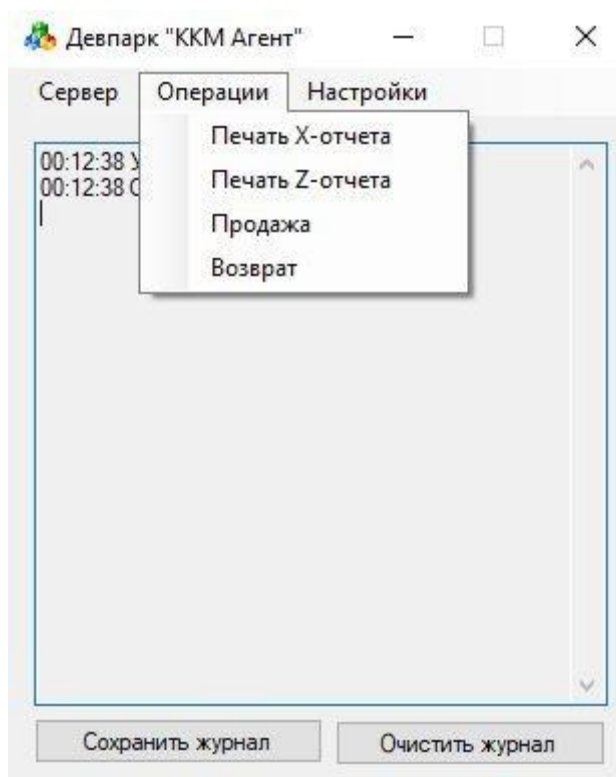 Девпарк "ККМ Агент"
Сервер Операции Настройки
Печать X-отчета
Печать Z-отчета
Продажа
Возврат
00:12:38
00:12:38
Сохранить журнал Очистить журнал